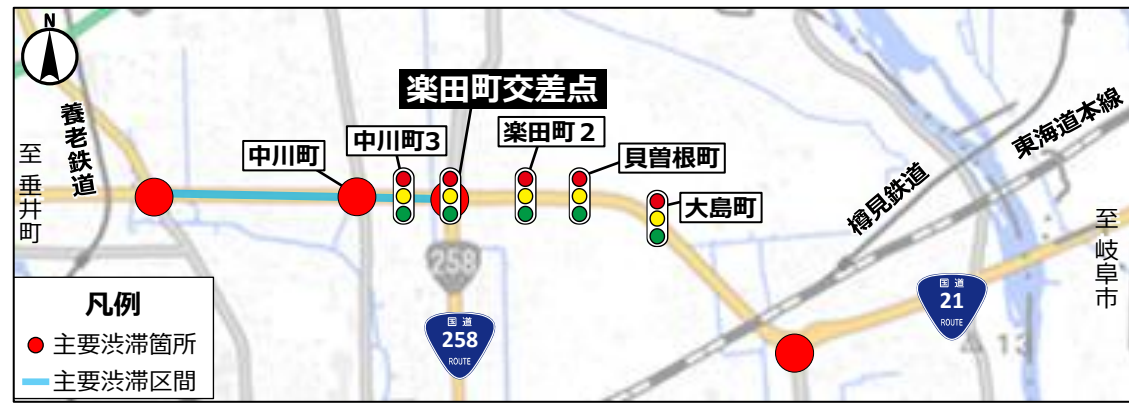 N
養老鉄道
至 垂井町
中川町
中川町3
楽田町交差点
楽田町２
貝曽根町
大島町
樽見鉄道
東海道本線
至 岐阜市
258
国道
258
ROUTE
国道
21
ROUTE
13
凡例
主要渋滞箇所
主要渋滞区間